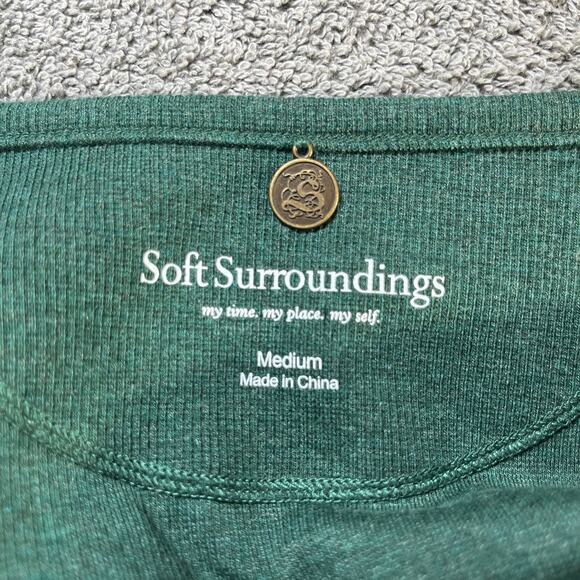 Soft Surroundings
my time. my place. my self.
Medium
Made in China